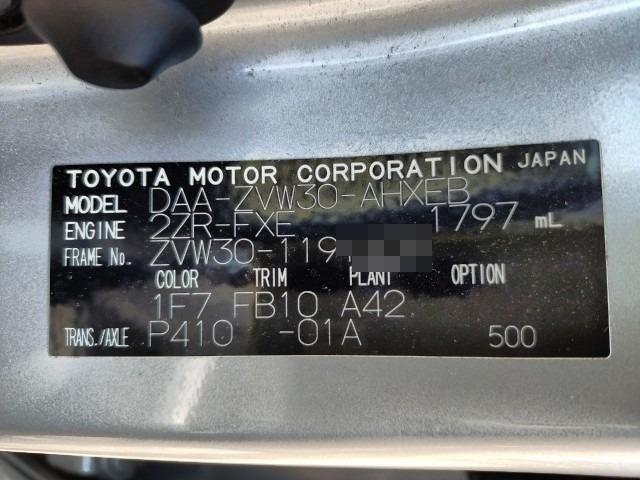 TOYOTA MOTOR CORPORATION JAPAN
MODEL DAA-ZVW30-AHXEB
ENGINE 2ZR-FXE 1797 mL
FRAME No. ZVW30-119
COLOR TRIM PLANT OPTION
1F7 FB10 A42
TRANS./AXLE P410 -01A 500